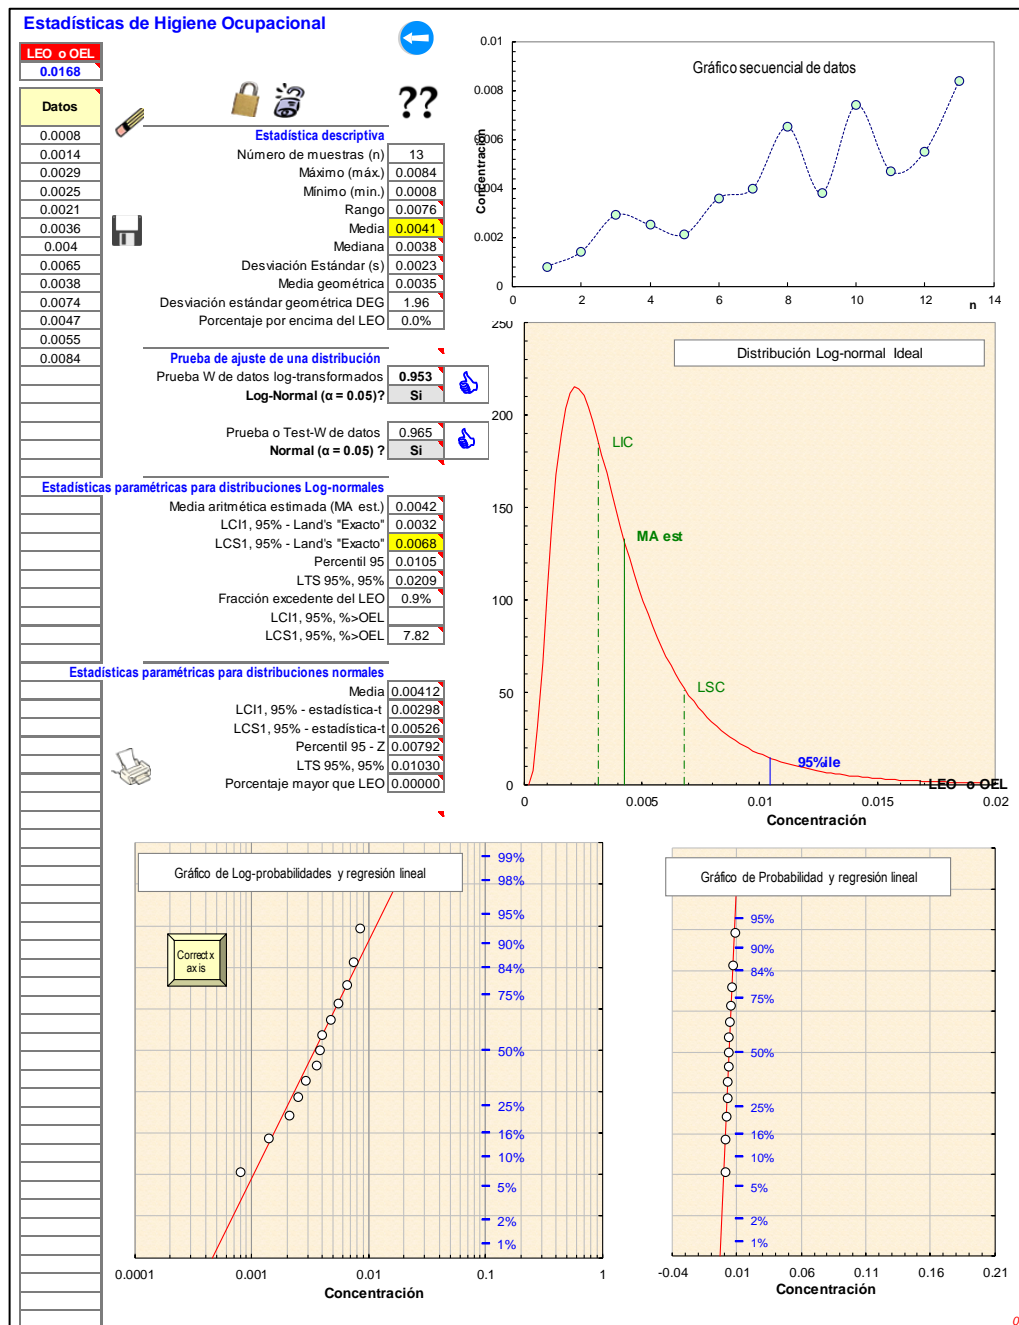 Estadísticas de Higiene Ocupacional
LEO o OEL
0.0168
Datos
0.0008
0.0014
0.0029
0.0025
0.0021
0.0036
0.004
0.0065
0.0038
0.0074
0.0047
0.0055
0.0084
??
Estadística descriptiva
Número de muestras (n) 13
Máximo (máx.) 0.0084
Mínimo (min.) 0.0008
Rango 0.0076
Media 0.0041
Mediana 0.0038
Desviación Estándar (s) 0.0023
Media geométrica 0.0035
Desviación estándar geométrica DEG 1.96
Porcentaje por encima del LEO 0.0%
Prueba de ajuste de una distribución
Prueba W de datos log-transformados 0.953
Log-Normal (α = 0.05)? Si
Prueba o Test-W de datos 0.965
Normal (α = 0.05) ? Si
Estadísticas paramétricas para distribuciones Log-normales
Media aritmética estimada (MA est.) 0.0042
LCI1, 95% - Land's "Exacto" 0.0032
LCS1, 95% - Land's "Exacto" 0.0068
Percentil 95 0.0105
LTS 95%, 95% 0.0209
Fracción excedente del LEO 0.9%
LCI1, 95%, %>OEL
LCS1, 95%, %>OEL 7.82
Estadísticas paramétricas para distribuciones normales
Media 0.00412
LCI1, 95% - estadística-t 0.00298
LCS1, 95% - estadística-t 0.00526
Percentil 95 - Z 0.00792
LTS 95%, 95% 0.01030
Porcentaje mayor que LEO 0.00000
Gráfico secuencial de datos
Concentración
0.01
0.008
0.006
0.004
0.002
0
0 2 4 6 8 10 12 14
n
Distribución Log-normal Ideal
250
200
150
100
50
0
LIC
MA est
LSC
95%ile
LEO o OEL
0 0.005 0.01 0.015 0.02
Concentración
Gráfico de Log-probabilidades y regresión lineal
Correct x
axis
99%
98%
95%
90%
84%
75%
50%
25%
16%
10%
5%
2%
1%
0.0001 0.001 0.01 0.1 1
Concentración
Gráfico de Probabilidad y regresión lineal
95%
90%
84%
75%
50%
25%
16%
10%
5%
2%
1%
-0.04 0.01 0.06 0.11 0.16 0.21
Concentración
0